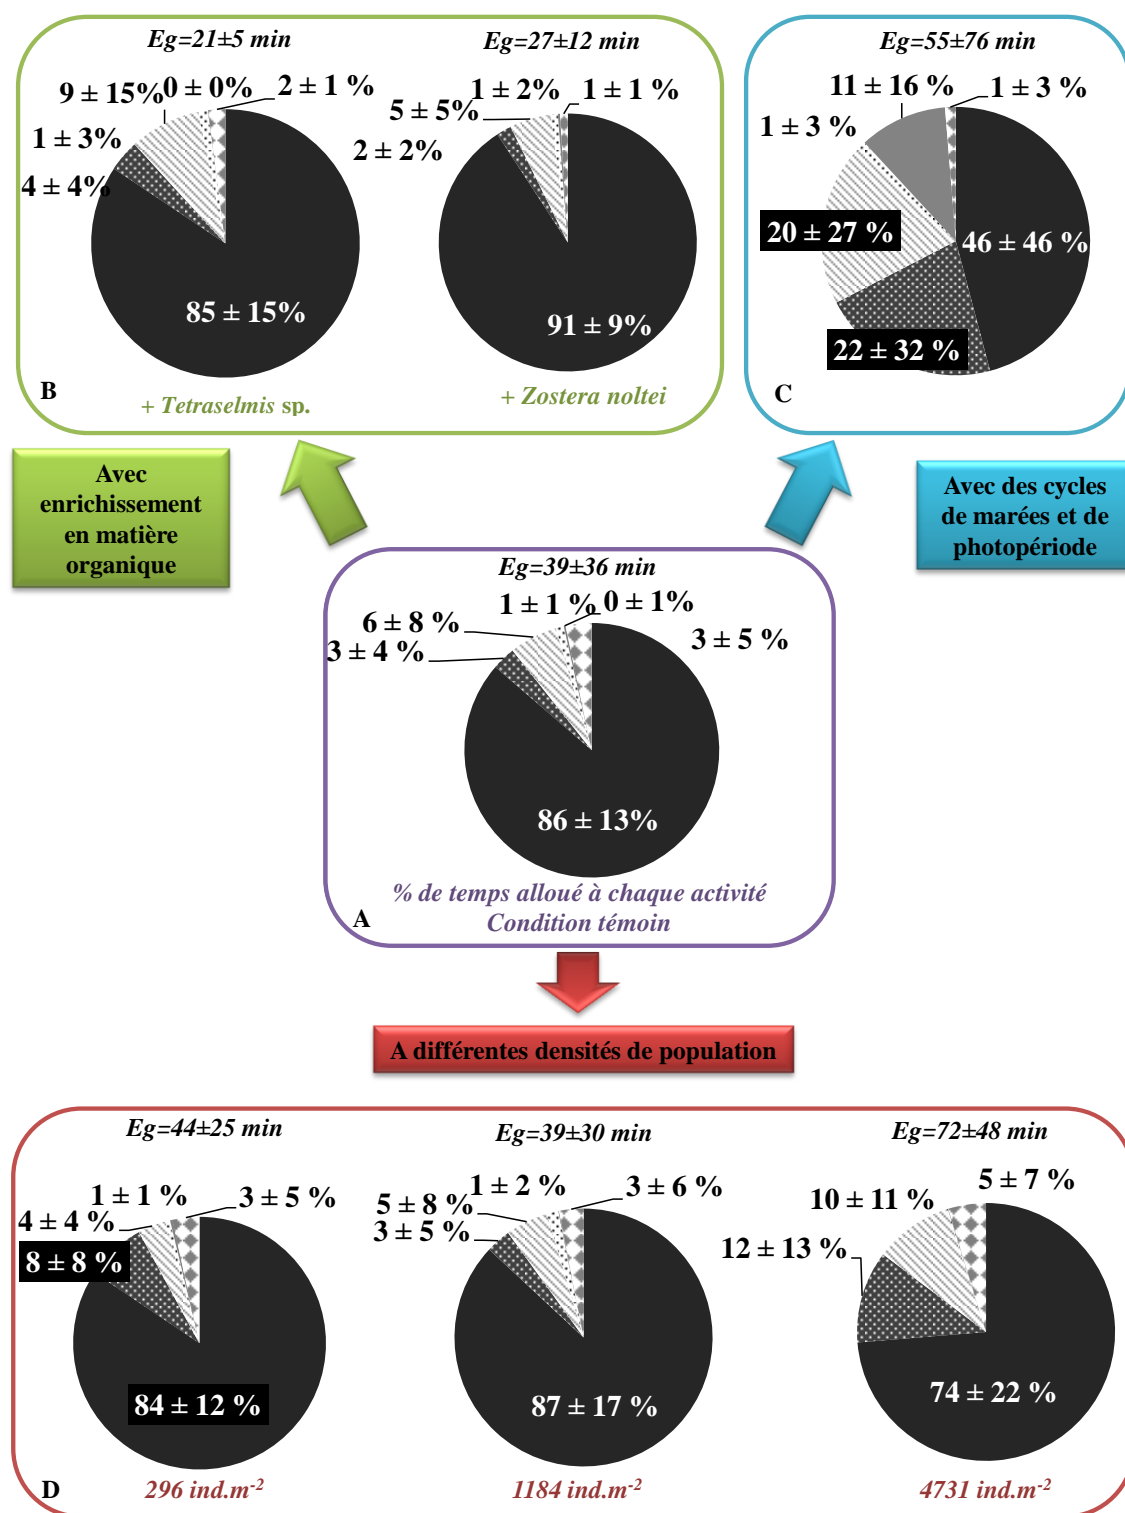 Eg=21±5 min
9 ± 15%
0 ± 0%
2 ± 1 %
1 ± 3%
4 ± 4%
85 ± 15%
+ Tetraselmis sp.
Eg=27±12 min
1 ± 2%
1 ± 1 %
5 ± 5%
2 ± 2%
91 ± 9%
+ Zostera noltei
B
Eg=55±76 min
11 ± 16 %
1 ± 3 %
1 ± 3 %
20 ± 27 %
46 ± 46 %
22 ± 32 %
C
Avec
enrichissement
en matière
organique
Avec des cycles
de marées et de
photopériode
Eg=39±36 min
1 ± 1 %
0 ± 1%
6 ± 8 %
3 ± 5 %
3 ± 4 %
86 ± 13%
% de temps alloué à chaque activité
Condition témoin
A
A différentes densités de population
Eg=44±25 min
1 ± 1 %
3 ± 5 %
4 ± 4 %
8 ± 8 %
84 ± 12 %
296 ind.m-2
Eg=39±30 min
1 ± 2 %
3 ± 6 %
5 ± 8 %
3 ± 5 %
87 ± 17 %
1184 ind.m-2
Eg=72±48 min
5 ± 7 %
10 ± 11 %
12 ± 13 %
74 ± 22 %
4731 ind.m-2
D